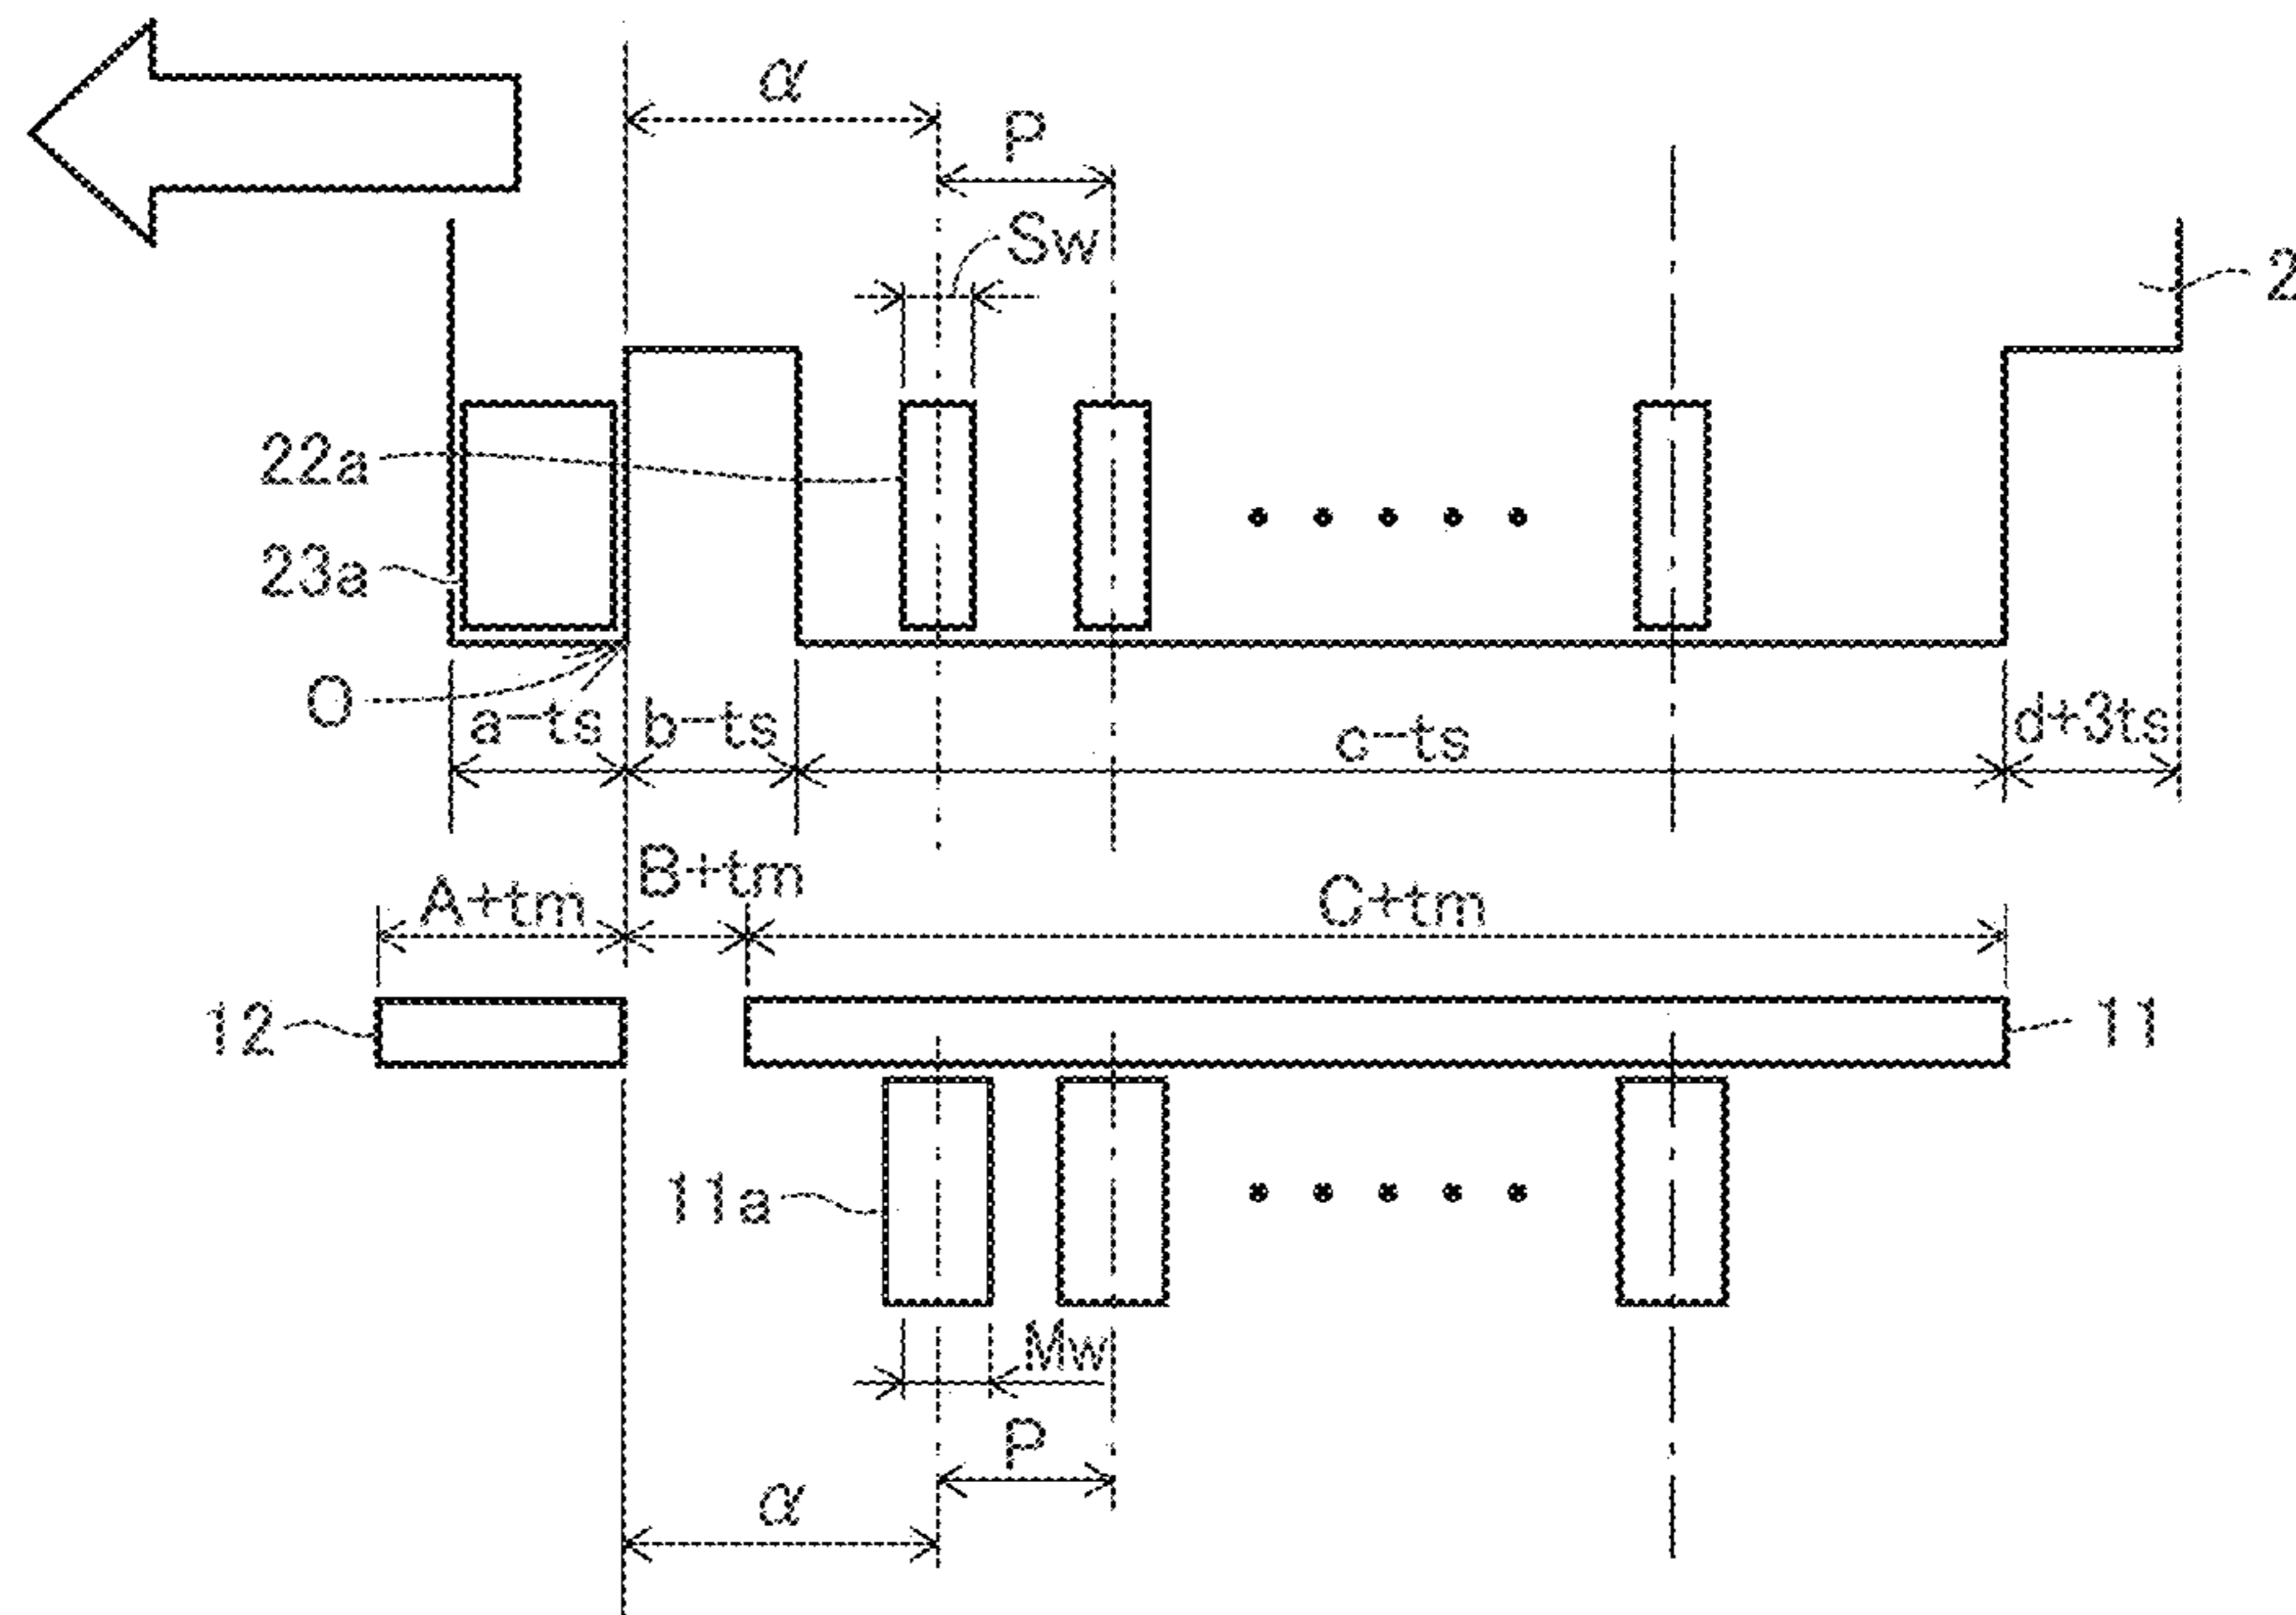 α
P
Sw
2
22a
23a
O
a-ts
b-ts
c-ts
d+3ts
A+tm
B+tm
C+tm
12
11
11a
Mw
P
α